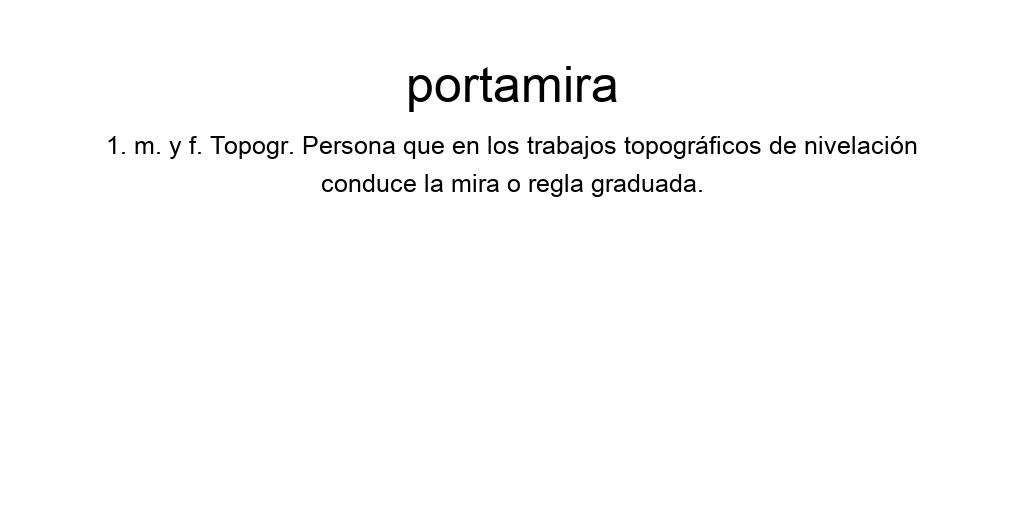 portamira
1. m. y f. Topogr. Persona que en los trabajos topográficos de nivelación
conduce la mira o regla graduada.